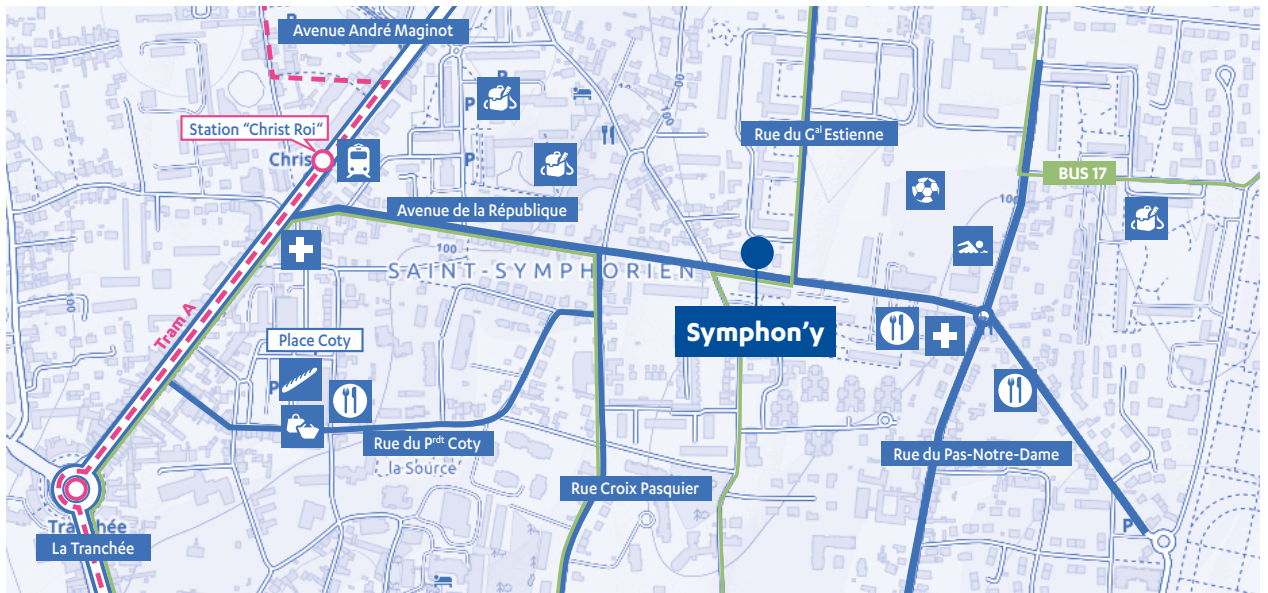 P
Avenue André Maginot
P
P
100
100
Station "Christ Roi"
Chris
P
Rue du Gal Estienne
BUS 17
Avenue de la République
100
100
SAINT-SYMPHORIEN
Tram A
Symphon'y
Place Coty
P
Rue du Prdt Coty
la Source
Rue du Pas-Notre-Dame
Rue Croix Pasquier
Tranchée
La Tranchée
P